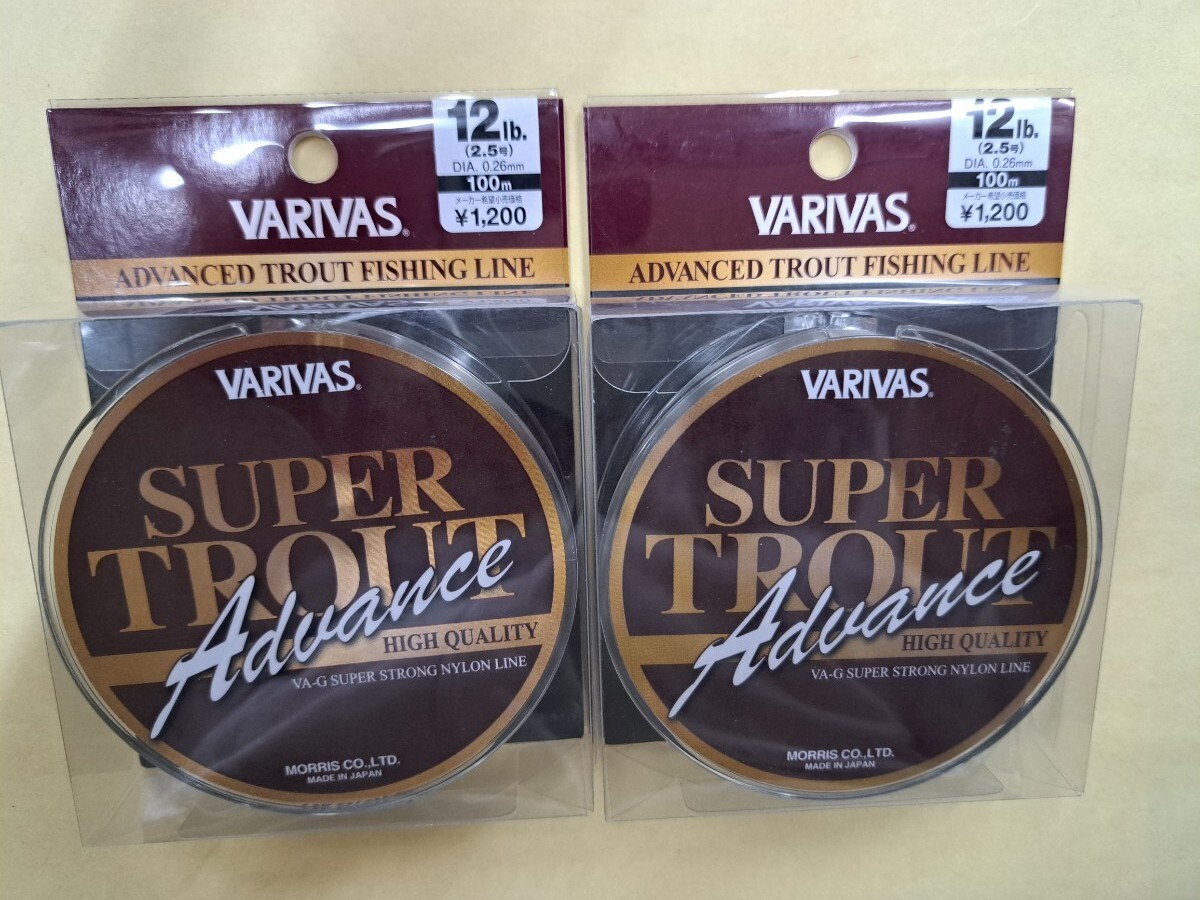 12lb.
(2.5号)
DIA. 0.26mm
100m
メーカー希望小売価格
¥1,200
VARIVAS®
ADVANCED TROUT FISHING LINE
VARIVAS®
SUPER
TROUT
Advance
HIGH QUALITY
VA-G SUPER STRONG NYLON LINE
MORRIS CO.,LTD.
MADE IN JAPAN
12lb.
(2.5号)
DIA. 0.26mm
100m
メーカー希望小売価格
¥1,200
VARIVAS®
ADVANCED TROUT FISHING LINE
VARIVAS®
SUPER
TROUT
Advance
HIGH QUALITY
VA-G SUPER STRONG NYLON LINE
MORRIS CO.,LTD.
MADE IN JAPAN